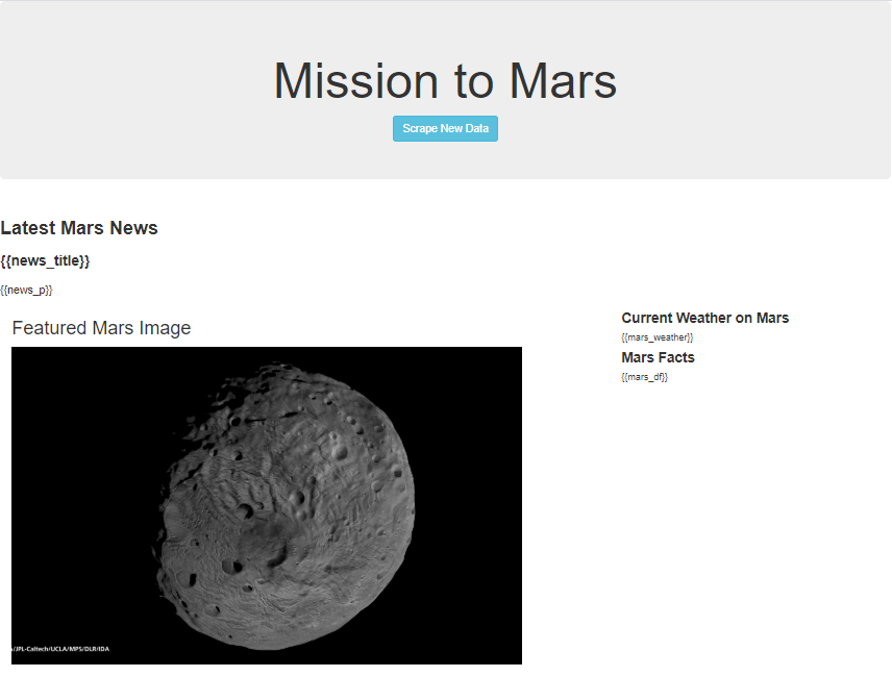 Mission to Mars
Scrape New Data
Latest Mars News
{{news_title}}
{{news_p}}
Featured Mars Image
Current Weather on Mars
{{mars_weather}}
Mars Facts
{{mars_df}}
/JPL-Caltech/UCLA/MPS/DLR/IDA